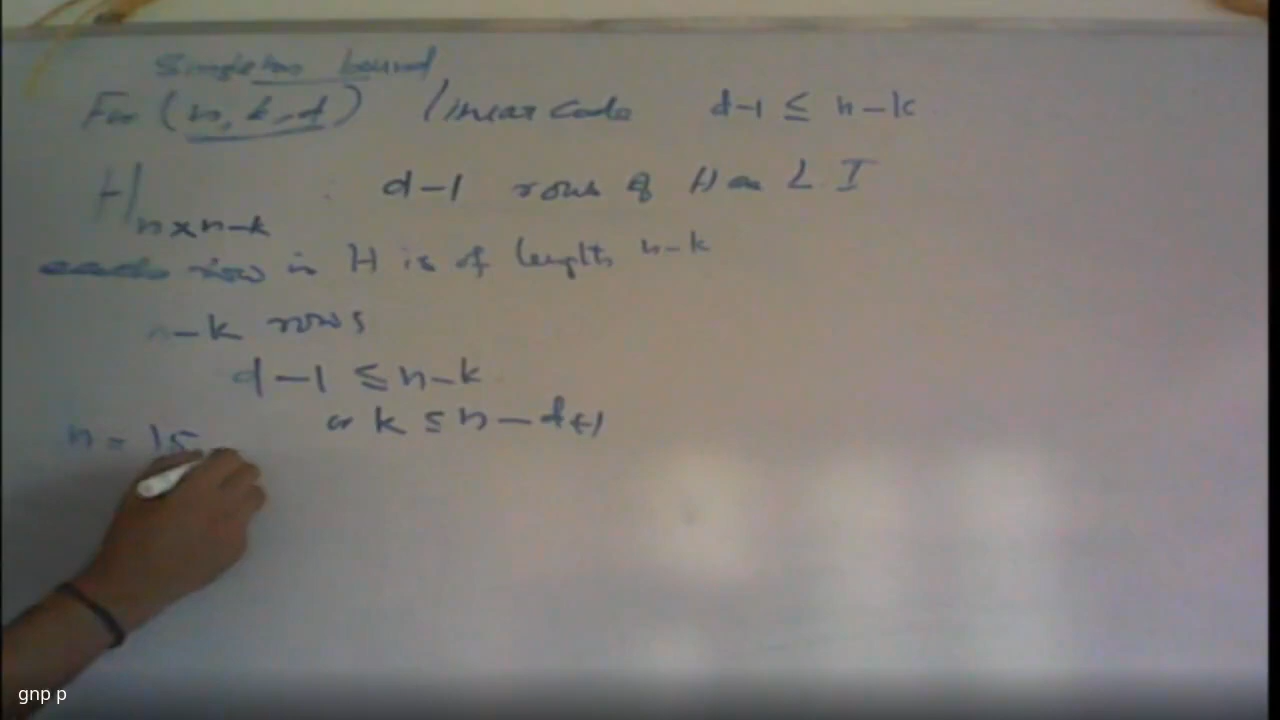 Singleton bound
For (n, k, d) linear code d-1 ≤ n-k
H n×n-k : d-1 rows of H are L I
row in H is of length n-k
n-k rows
d-1 ≤ n-k
or k ≤ n-d+1
n = 15
gnp p